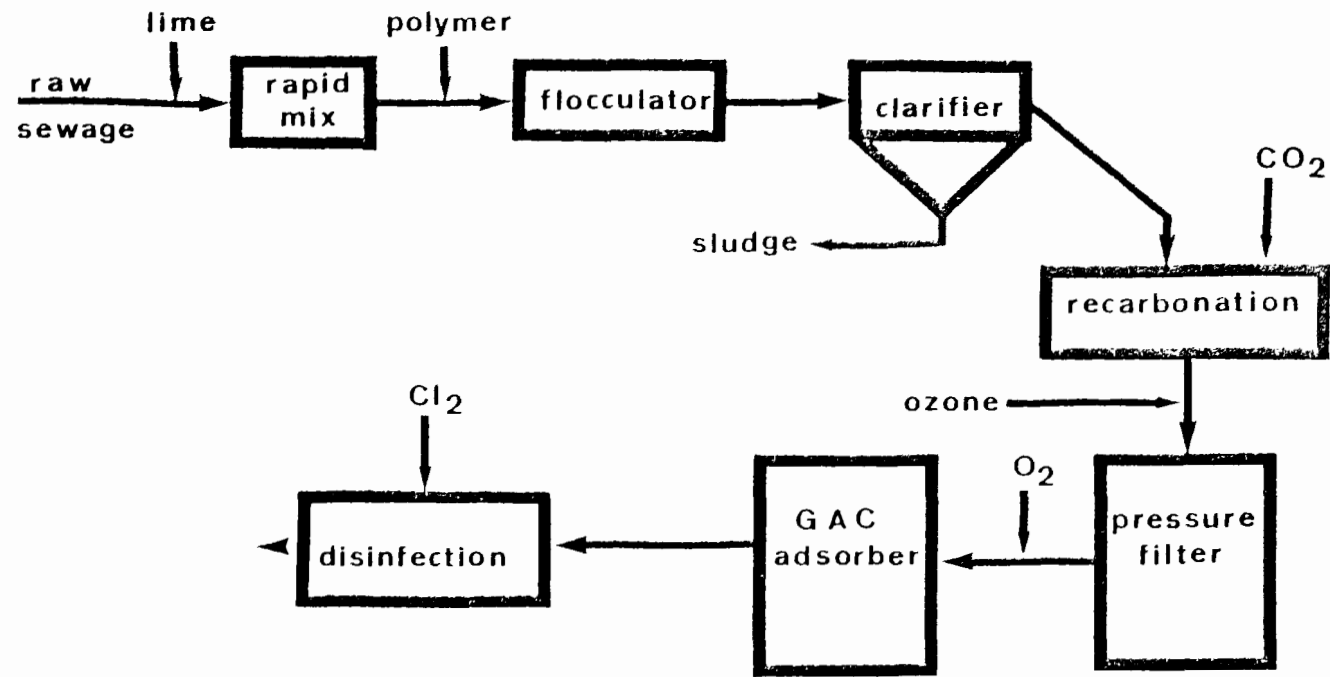 lime
polymer
raw
sewage
rapid
mix
flocculator
clarifier
CO₂
sludge
recarbonation
Cl₂
ozone
O₂
GAC
adsorber
pressure
filter
disinfection